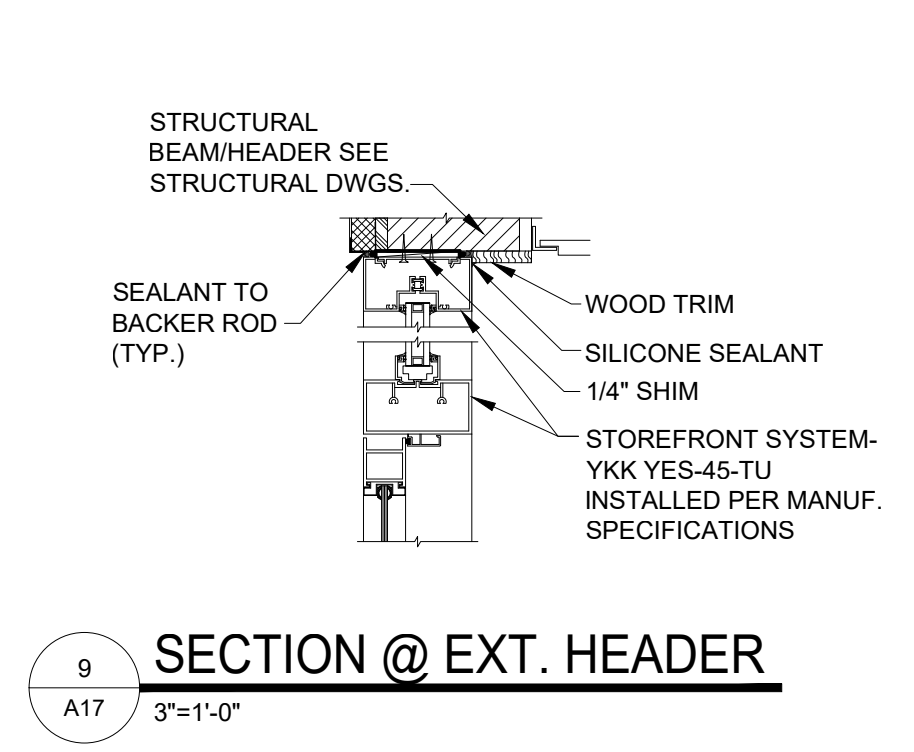 STRUCTURAL
BEAM/HEADER SEE
STRUCTURAL DWGS.
SEALANT TO
BACKER ROD
(TYP.)
WOOD TRIM
SILICONE SEALANT
1/4" SHIM
STOREFRONT SYSTEM-
YKK YES-45-TU
INSTALLED PER MANUF.
SPECIFICATIONS
9
A17
SECTION @ EXT. HEADER
3"=1'-0"